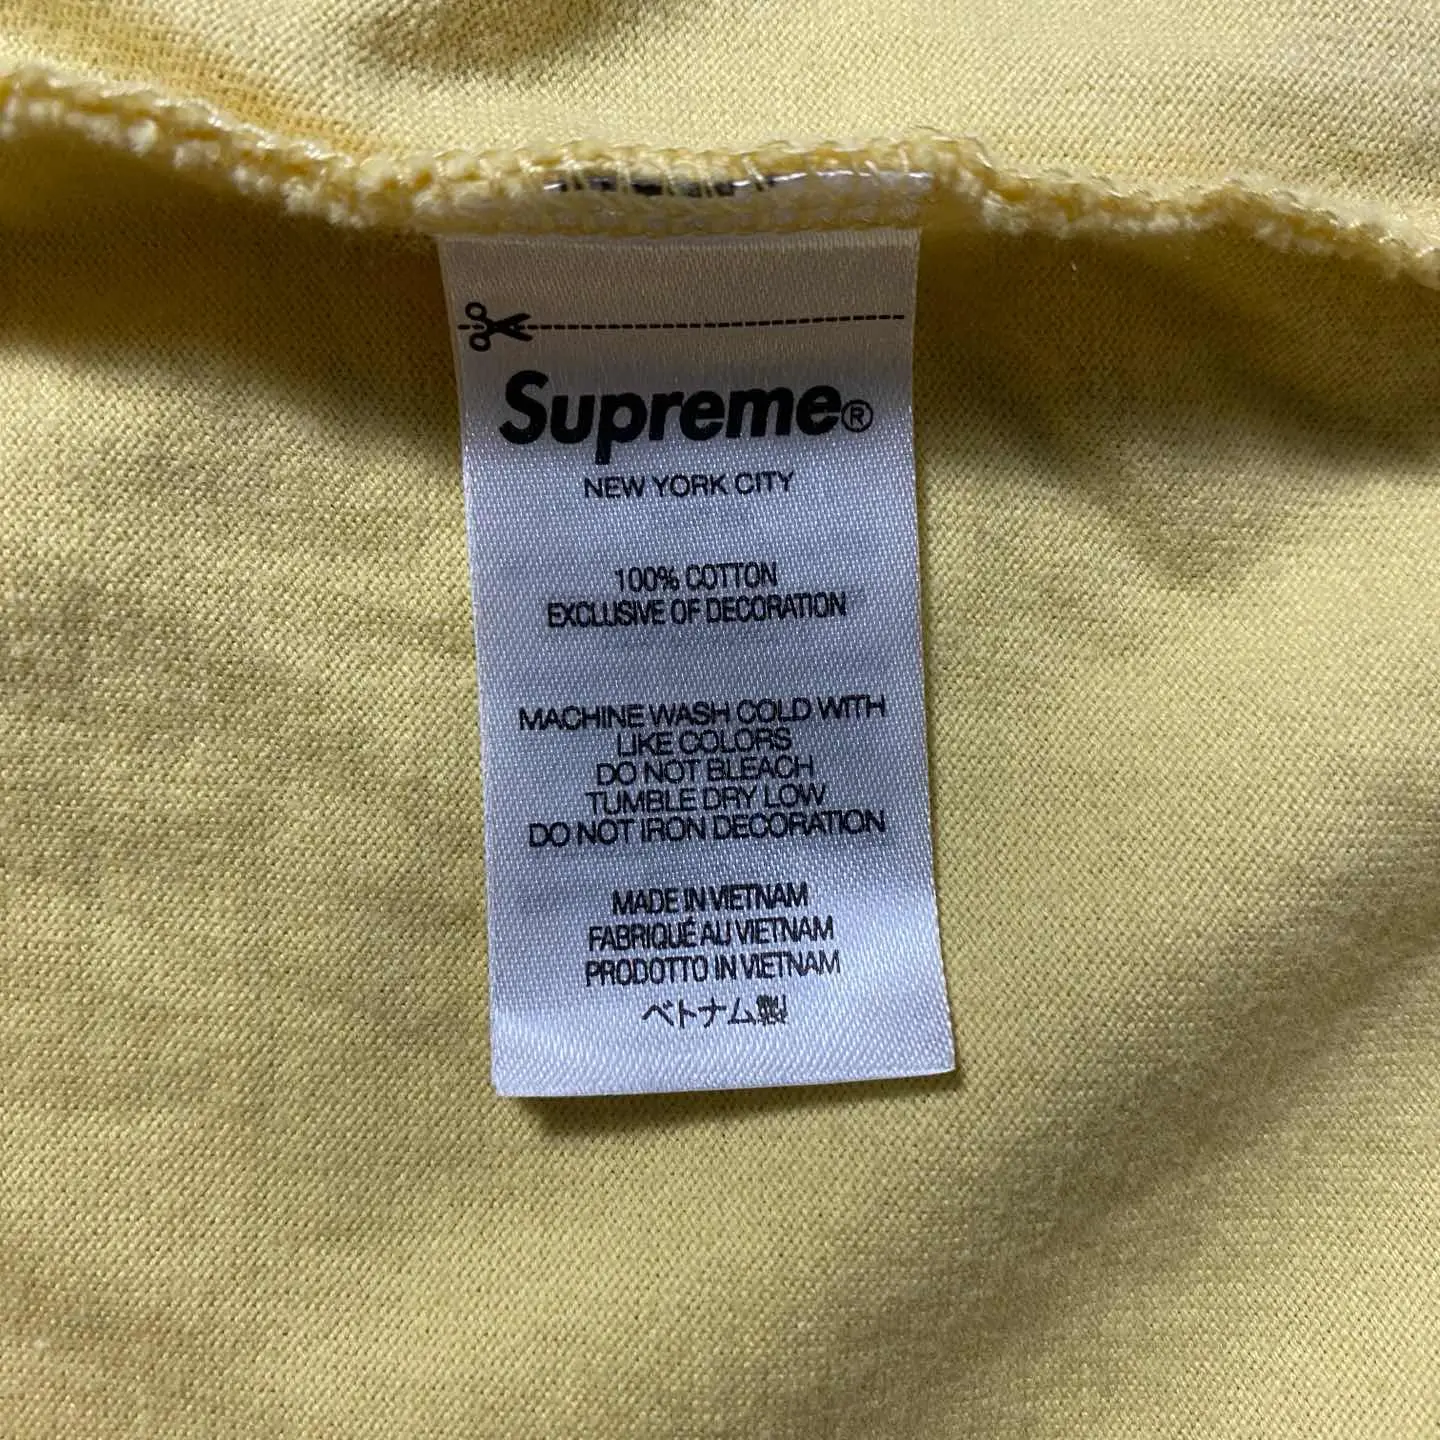 Supreme®
NEW YORK CITY
100% COTTON
EXCLUSIVE OF DECORATION
MACHINE WASH COLD WITH
LIKE COLORS
DO NOT BLEACH
TUMBLE DRY LOW
DO NOT IRON DECORATION
MADE IN VIETNAM
FABRIQUÉ AU VIETNAM
PRODOTTO IN VIETNAM
ベトナム製